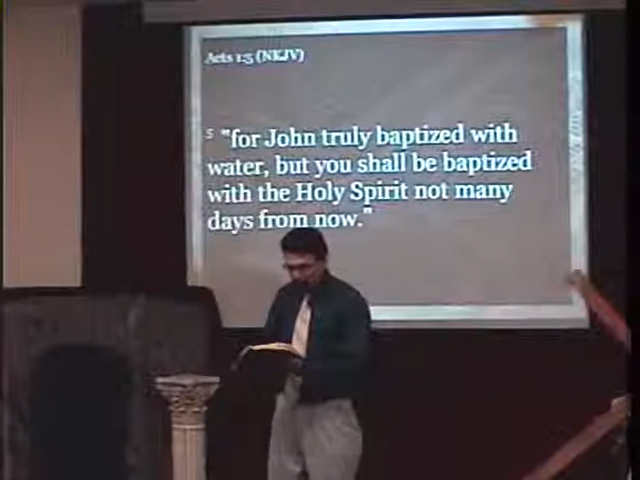 Acts 1:5 (NKJV)
5 "for John truly baptized with
water, but you shall be baptized
with the Holy Spirit not many
days from now."